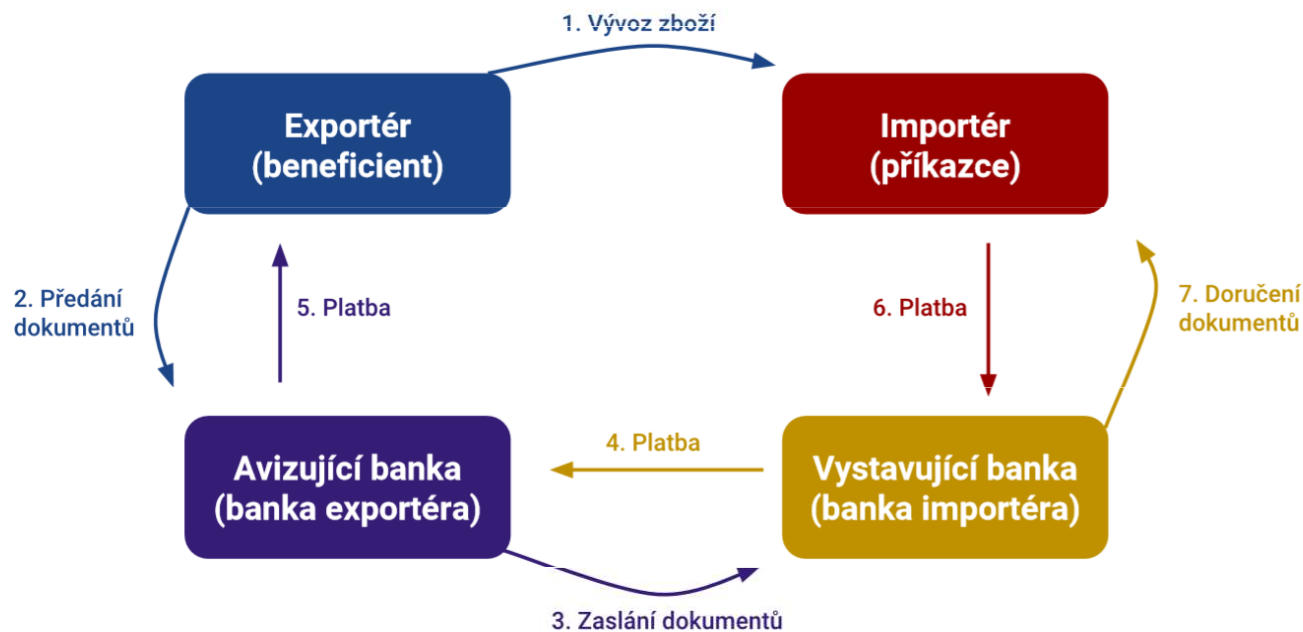 1. Vývoz zboží
Exportér
(beneficient)
Importér
(příkazce)
2. Předání
dokumentů
5. Platba
6. Platba
7. Doručení
dokumentů
4. Platba
Avizující banka
(banka exportéra)
Vystavující banka
(banka importéra)
3. Zaslání dokumentů